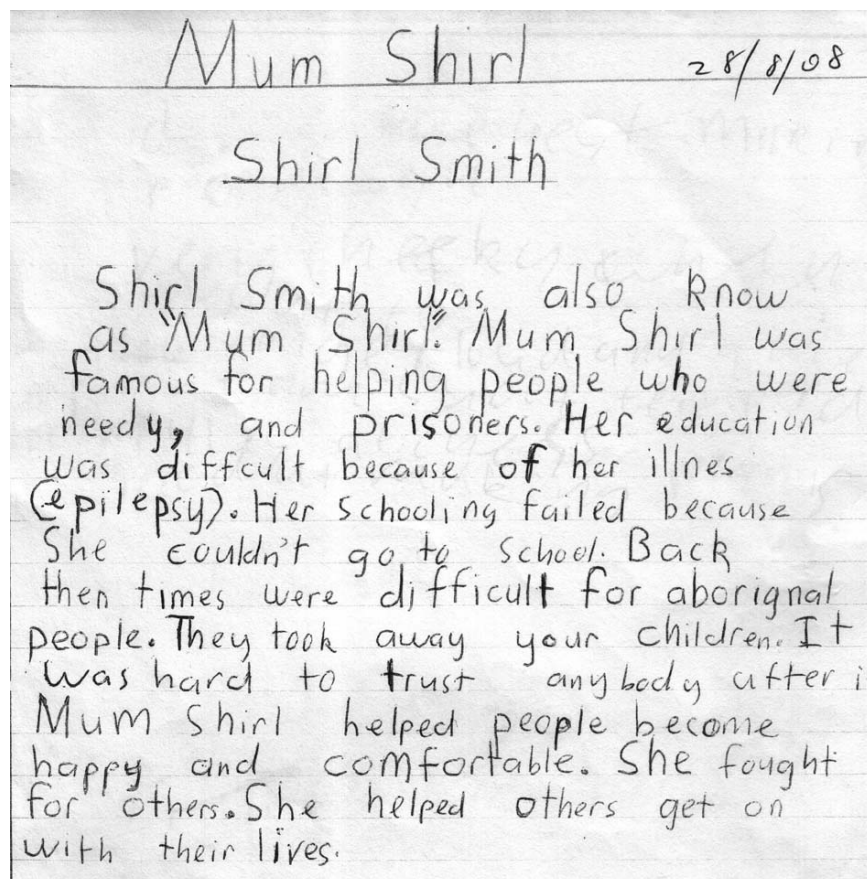 Mum Shirl 28/8/08
Shirl Smith
Shirl Smith was also know
as "Mum Shirl". Mum Shirl was
famous for helping people who were
needy, and prisoners. Her education
was diffcult because of her illnes
(epilepsy). Her schooling failed because
She couldn't go to school. Back
then times were difficult for aborignal
people. They took away your children. It
was hard to trust anybody after
Mum Shirl helped people become
happy and comfortable. She fought
for others. She helped others get on
with their lives.